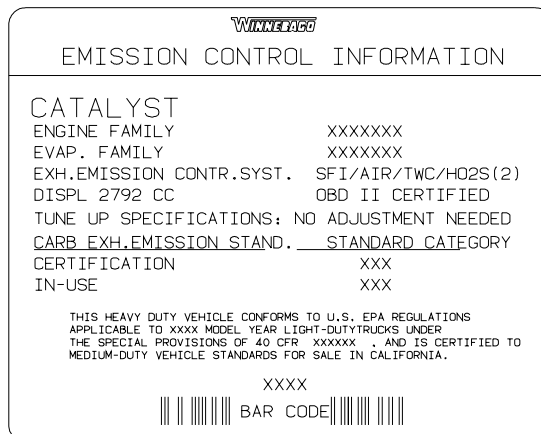 WINNEBAGO
EMISSION CONTROL INFORMATION
CATALYST
ENGINE FAMILY XXXXXXX
EVAP. FAMILY XXXXXXX
EXH.EMISSION CONTR.SYST. SFI/AIR/TWC/HO2S(2)
DISPL 2792 CC OBD II CERTIFIED
TUNE UP SPECIFICATIONS: NO ADJUSTMENT NEEDED
CARB EXH.EMISSION STAND. STANDARD CATEGORY
CERTIFICATION XXX
IN-USE XXX
THIS HEAVY DUTY VEHICLE CONFORMS TO U.S. EPA REGULATIONS
APPLICABLE TO XXXX MODEL YEAR LIGHT-DUTYTRUCKS UNDER
THE SPECIAL PROVISIONS OF 40 CFR XXXXXX , AND IS CERTIFIED TO
MEDIUM-DUTY VEHICLE STANDARDS FOR SALE IN CALIFORNIA.
XXXX
BAR CODE